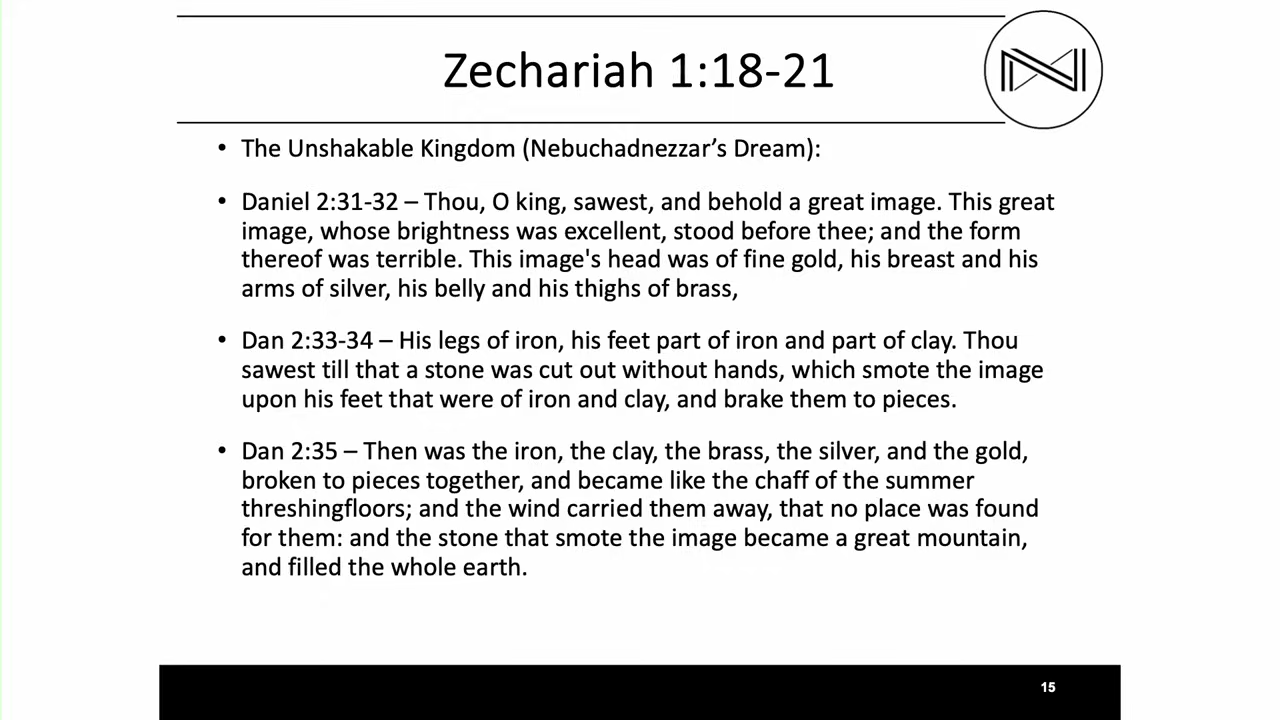 Zechariah 1:18-21
• The Unshakable Kingdom (Nebuchadnezzar’s Dream):
• Daniel 2:31-32 – Thou, O king, sawest, and behold a great image. This great
image, whose brightness was excellent, stood before thee; and the form
thereof was terrible. This image's head was of fine gold, his breast and his
arms of silver, his belly and his thighs of brass,
• Dan 2:33-34 – His legs of iron, his feet part of iron and part of clay. Thou
sawest till that a stone was cut out without hands, which smote the image
upon his feet that were of iron and clay, and brake them to pieces.
• Dan 2:35 – Then was the iron, the clay, the brass, the silver, and the gold,
broken to pieces together, and became like the chaff of the summer
threshingfloors; and the wind carried them away, that no place was found
for them: and the stone that smote the image became a great mountain,
and filled the whole earth.
15